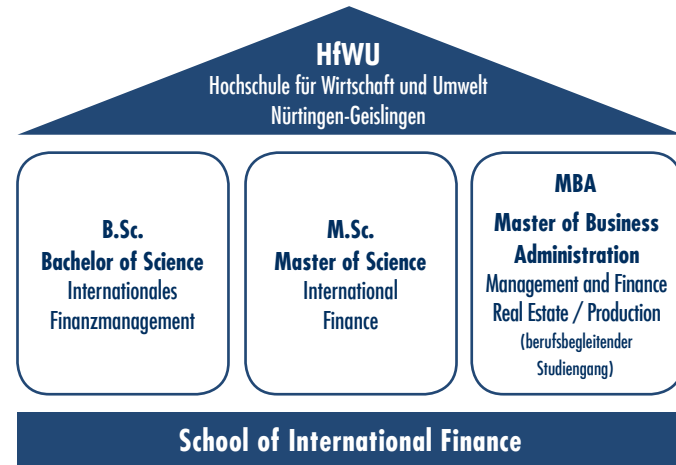 HfWU
Hochschule für Wirtschaft und Umwelt
Nürtingen-Geislingen
B.Sc.
Bachelor of Science
Internationales
Finanzmanagement
M.Sc.
Master of Science
International
Finance
MBA
Master of Business
Administration
Management and Finance
Real Estate / Production
(berufsbegleitender
Studiengang)
School of International Finance